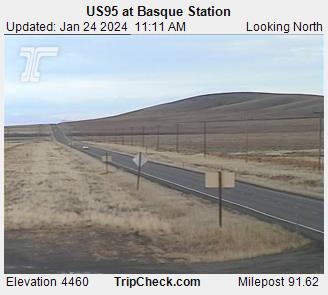 US95 at Basque Station
Updated: Jan 24 2024 11:11 AM Looking North
Elevation 4460 TripCheck.com Milepost 91.62